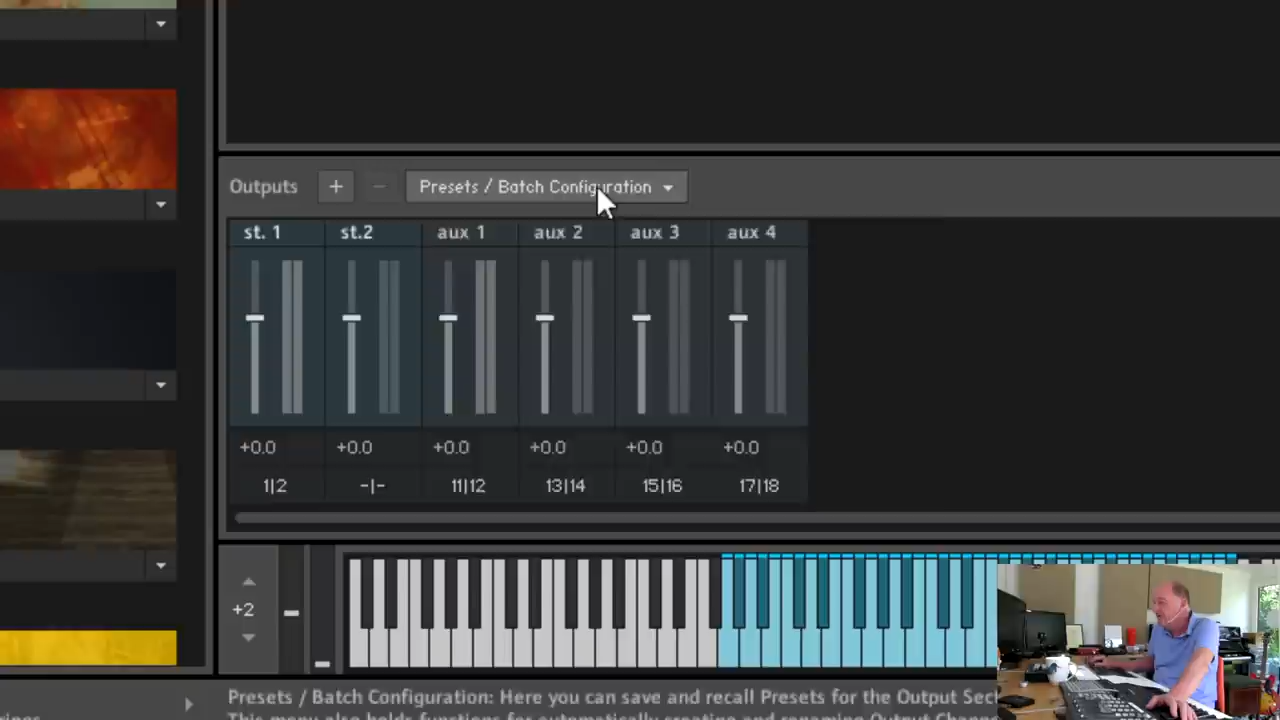 Outputs + − Presets / Batch Configuration
st. 1 st.2 aux 1 aux 2 aux 3 aux 4
+0.0 +0.0 +0.0 +0.0 +0.0 +0.0
1|2 -|- 11|12 13|14 15|16 17|18
+2
Presets / Batch Configuration: Here you can save and recall Presets for the Output Sect
This menu also holds functions for automatically creating and renaming Output Channe